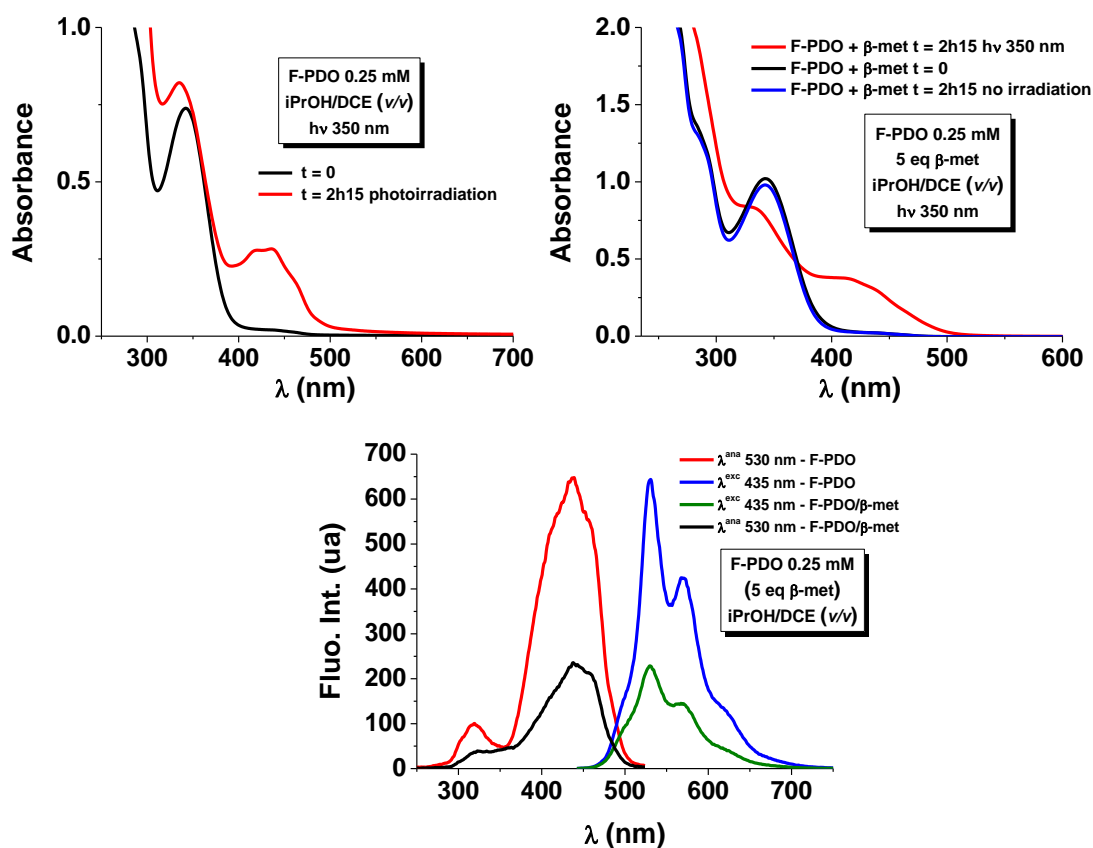 1.0
0.5
0.0
Absorbance
300 400 500 600 700
λ (nm)
F-PDO 0.25 mM
iPrOH/DCE (v/v)
hν 350 nm
t = 0
t = 2h15 photoirradiation
2.0
1.5
1.0
0.5
0.0
Absorbance
300 400 500 600
λ (nm)
F-PDO + β-met t = 2h15 hν 350 nm
F-PDO + β-met t = 0
F-PDO + β-met t = 2h15 no irradiation
F-PDO 0.25 mM
5 eq β-met
iPrOH/DCE (v/v)
hν 350 nm
700
600
500
400
300
200
100
0
Fluo. Int. (ua)
300 400 500 600 700
λ (nm)
λana 530 nm - F-PDO
λexc 435 nm - F-PDO
λexc 435 nm - F-PDO/β-met
λana 530 nm - F-PDO/β-met
F-PDO 0.25 mM
(5 eq β-met)
iPrOH/DCE (v/v)